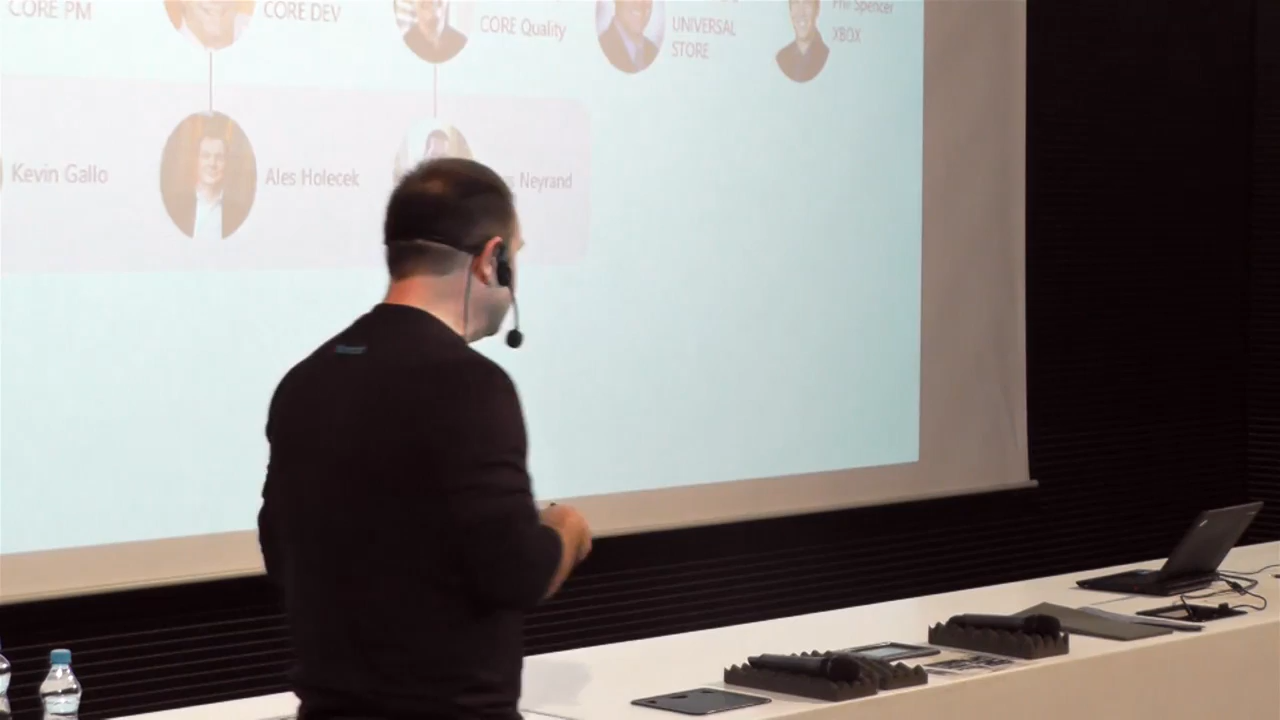 CORE PM
CORE DEV
CORE Quality
UNIVERSAL
STORE
Phil Spencer
XBOX
Kevin Gallo
Ales Holecek
Neyrand